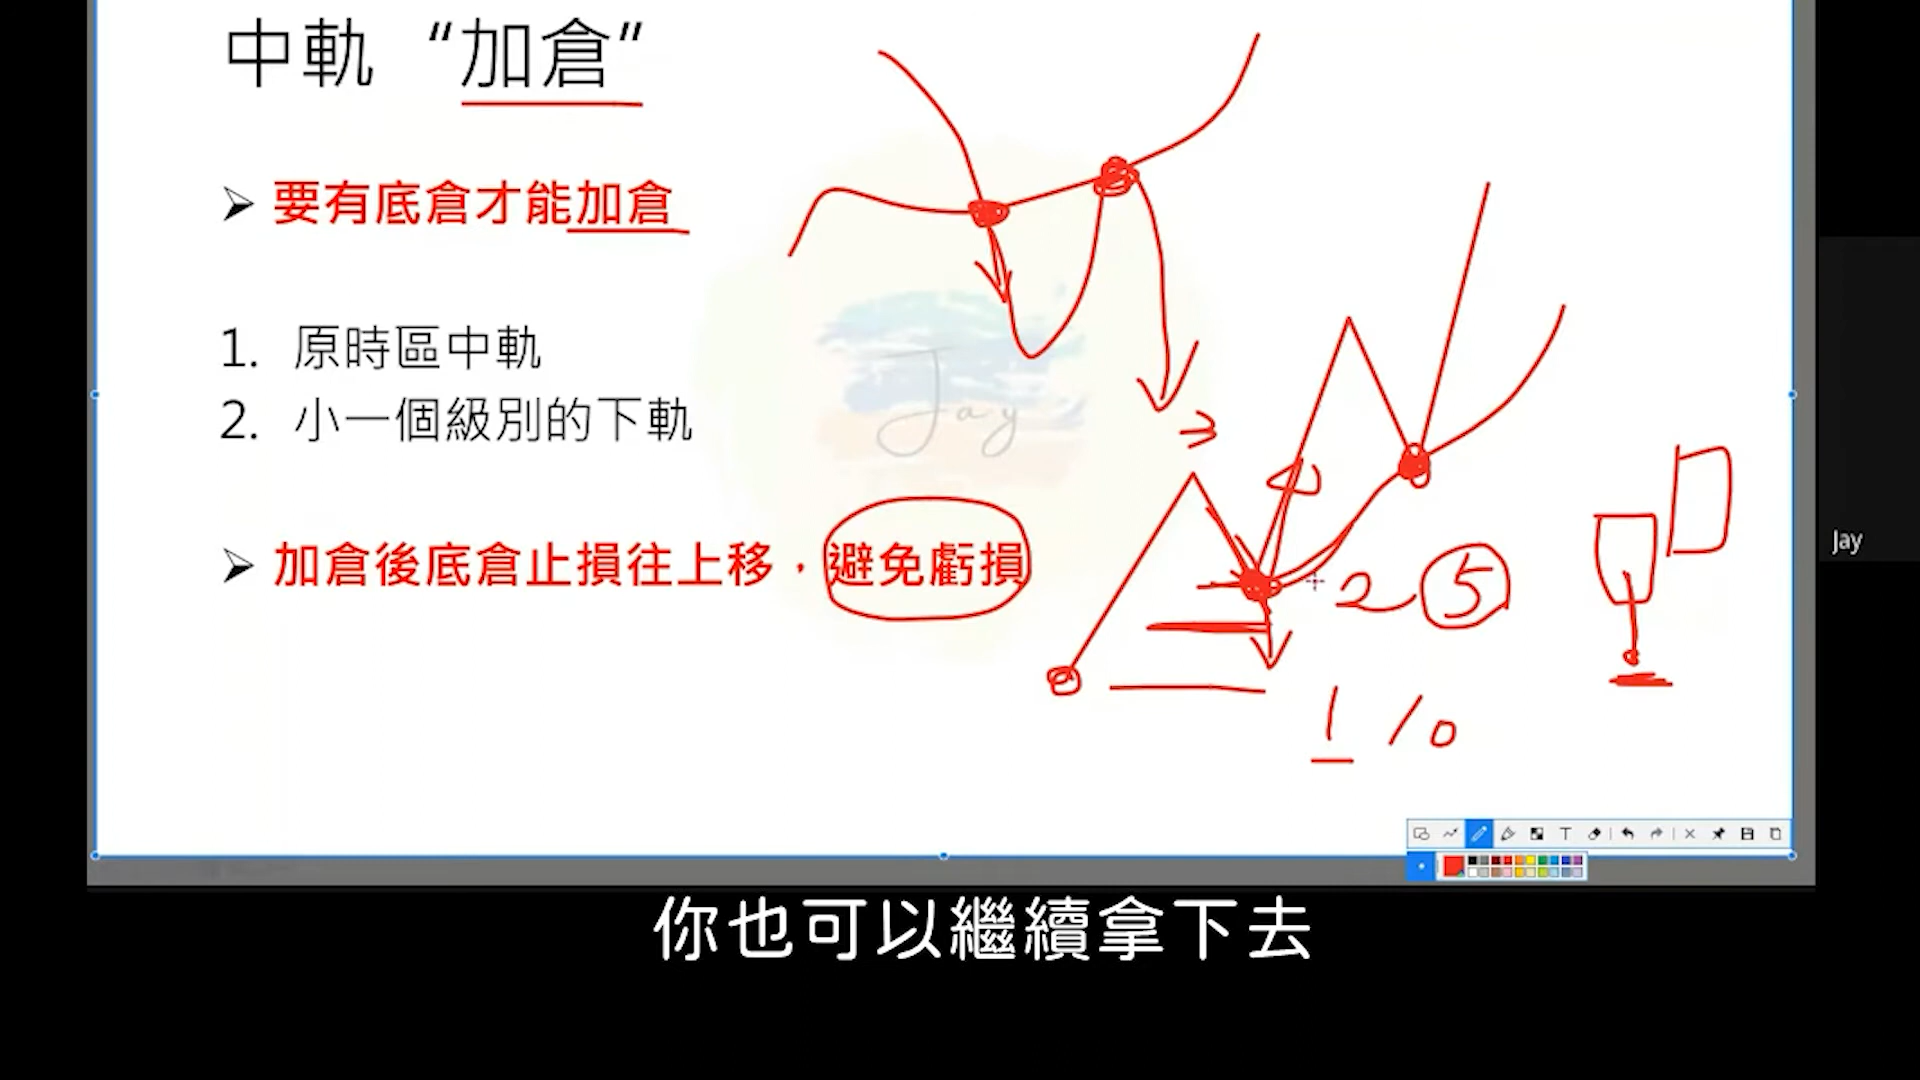 中軌“加倉”
➢ 要有底倉才能加倉
1. 原時區中軌
2. 小一個級別的下軌
➢ 加倉後底倉止損往上移，避免虧損
Jay
2 5
1 10
Jay
你也可以繼續拿下去